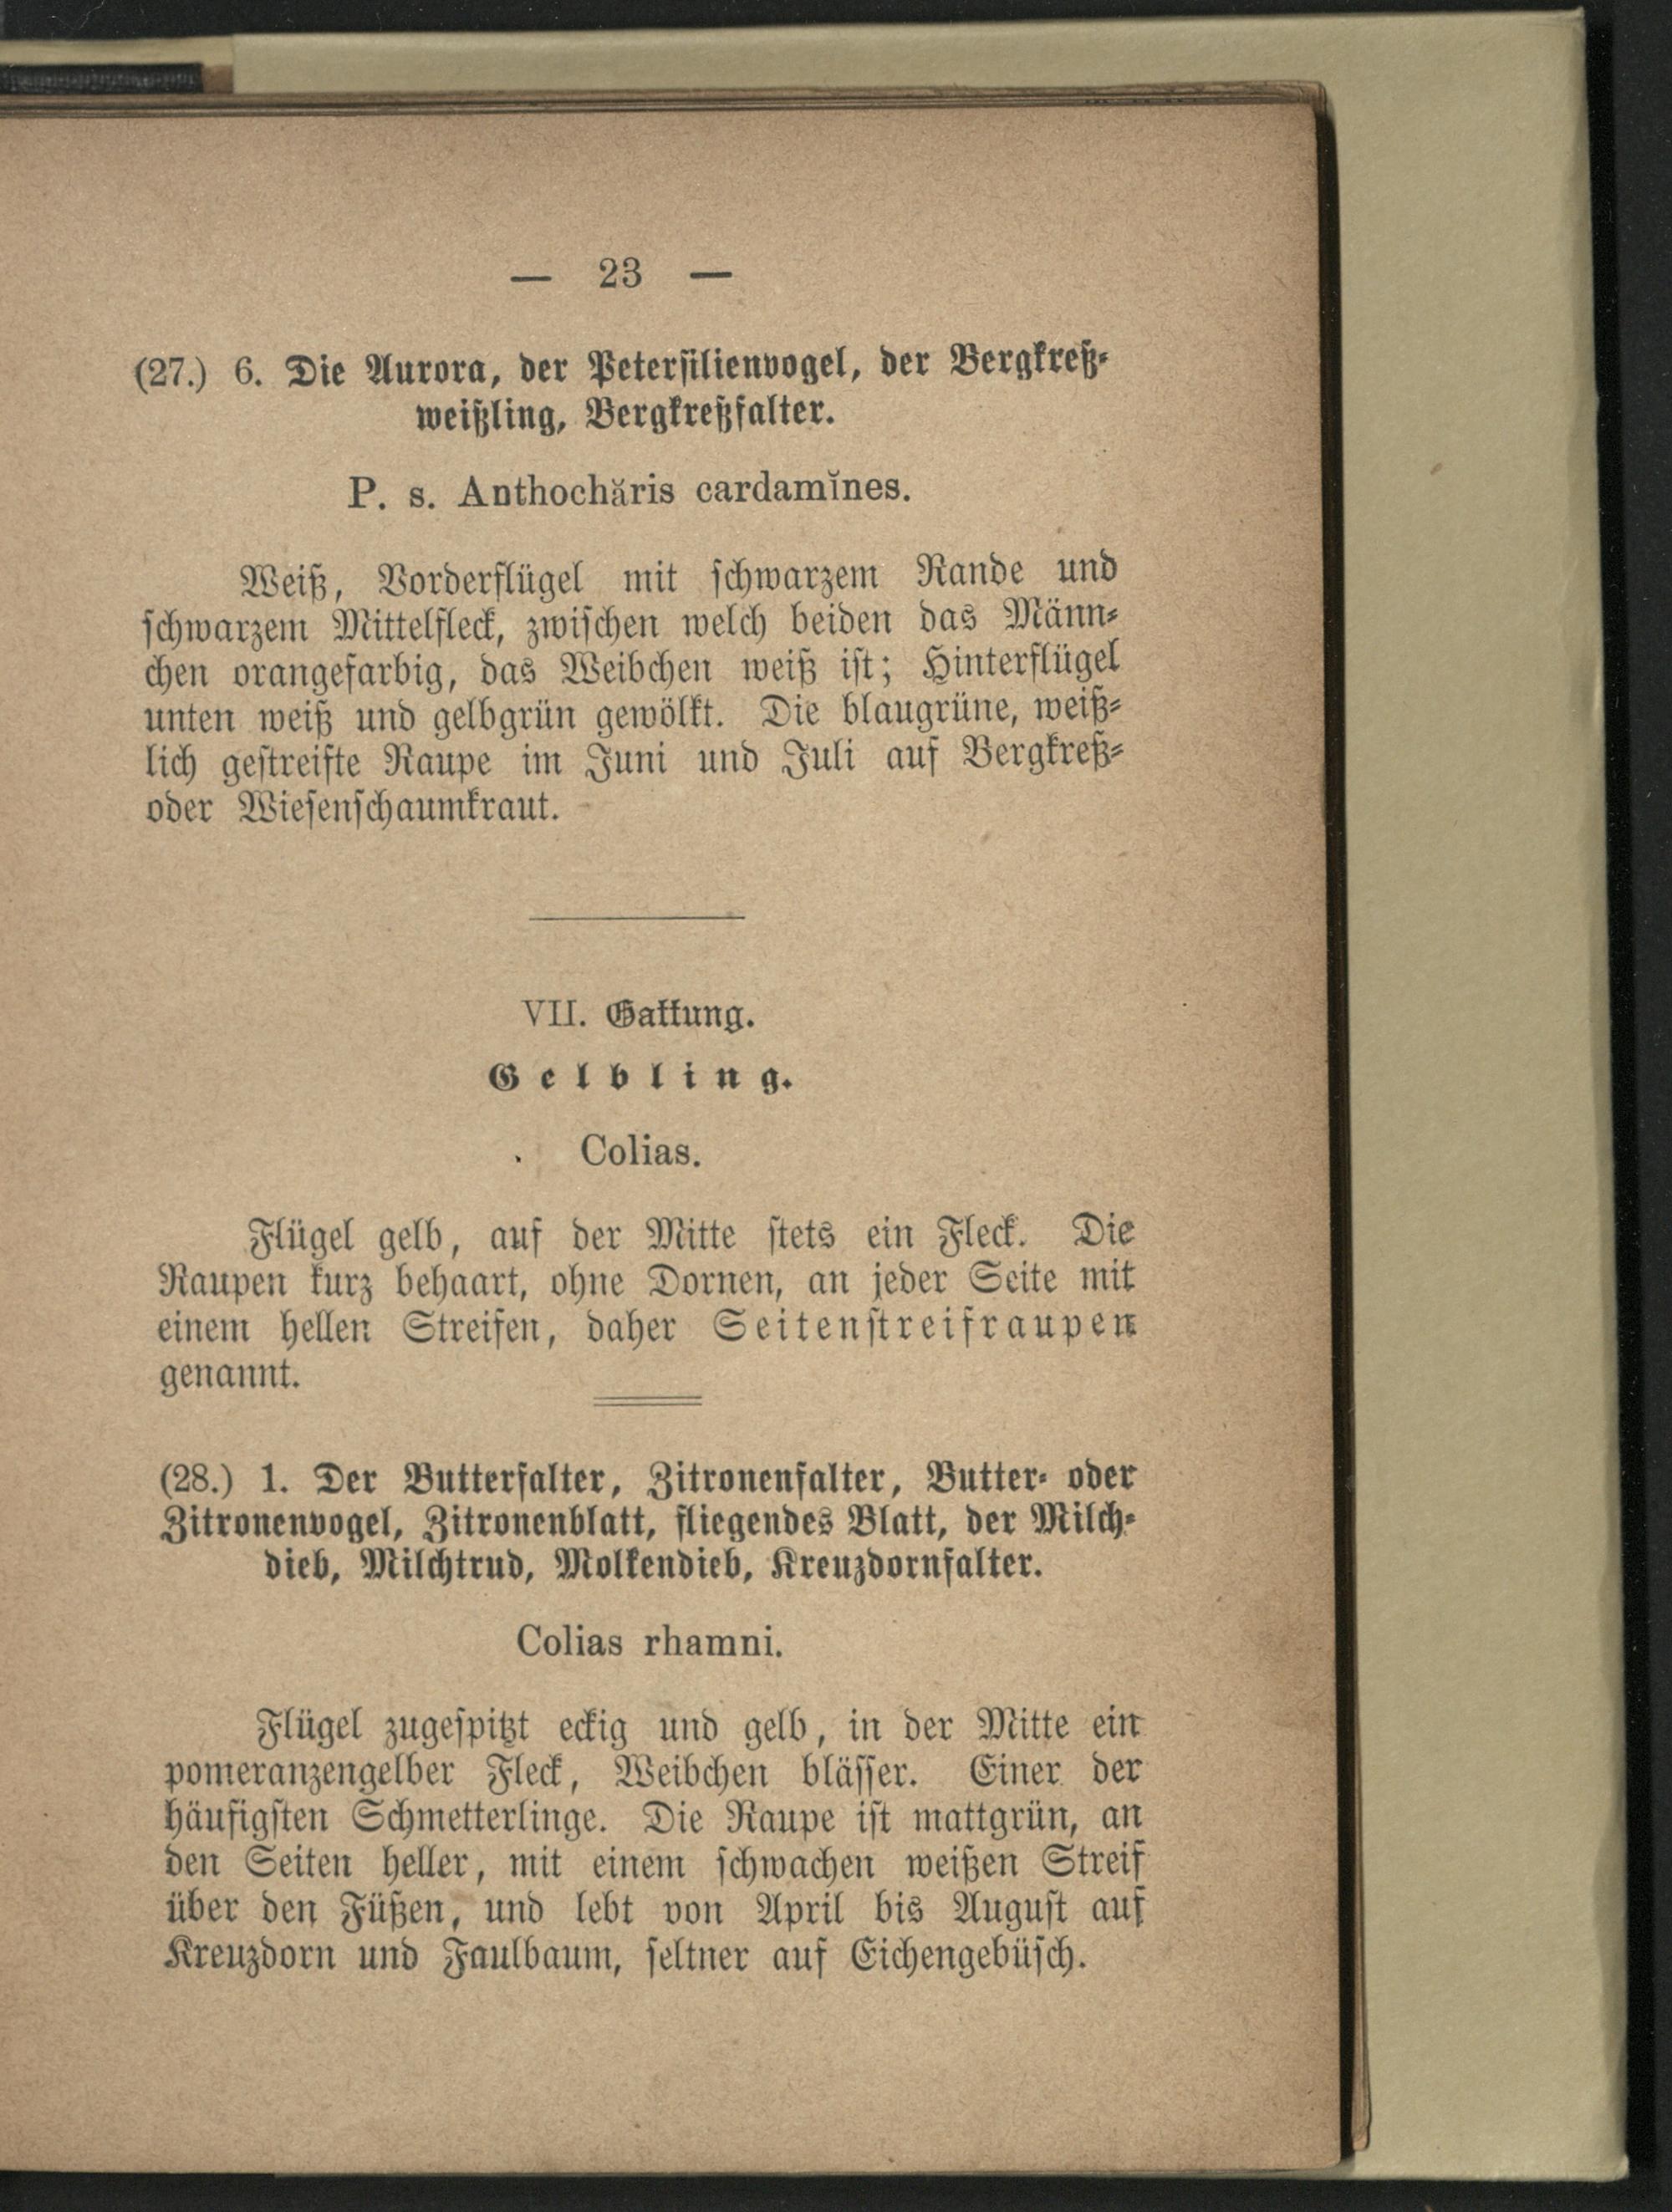 — 23 —
(27.) 6. Die Aurora, der Petersilienvogel, der Bergkreß-
weißling, Bergkreßfalter.
P. s. Anthochăris cardamĭnes.
Weiß, Vorderflügel mit schwarzem Rande und
schwarzem Mittelfleck, zwischen welch beiden das Männ-
chen orangefarbig, das Weibchen weiß ist; Hinterflügel
unten weiß und gelbgrün gewölkt. Die blaugrüne, weiß-
lich gestreifte Raupe im Juni und Juli auf Bergkreß-
oder Wiesenschaumkraut.
VII. Gattung.
Gelbling.
Colias.
Flügel gelb, auf der Mitte stets ein Fleck. Die
Raupen kurz behaart, ohne Dornen, an jeder Seite mit
einem hellen Streifen, daher Seitenstreifraupen
genannt.
(28.) 1. Der Butterfalter, Zitronenfalter, Butter- oder
Zitronenvogel, Zitronenblatt, fliegendes Blatt, der Milch-
dieb, Milchtrud, Molkendieb, Kreuzdornfalter.
Colias rhamni.
Flügel zugespitzt eckig und gelb, in der Mitte ein
pomeranzengelber Fleck, Weibchen blässer. Einer der
häufigsten Schmetterlinge. Die Raupe ist mattgrün, an
den Seiten heller, mit einem schwachen weißen Streif
über den Füßen, und lebt von April bis August auf
Kreuzdorn und Faulbaum, seltner auf Eichengebüsch.